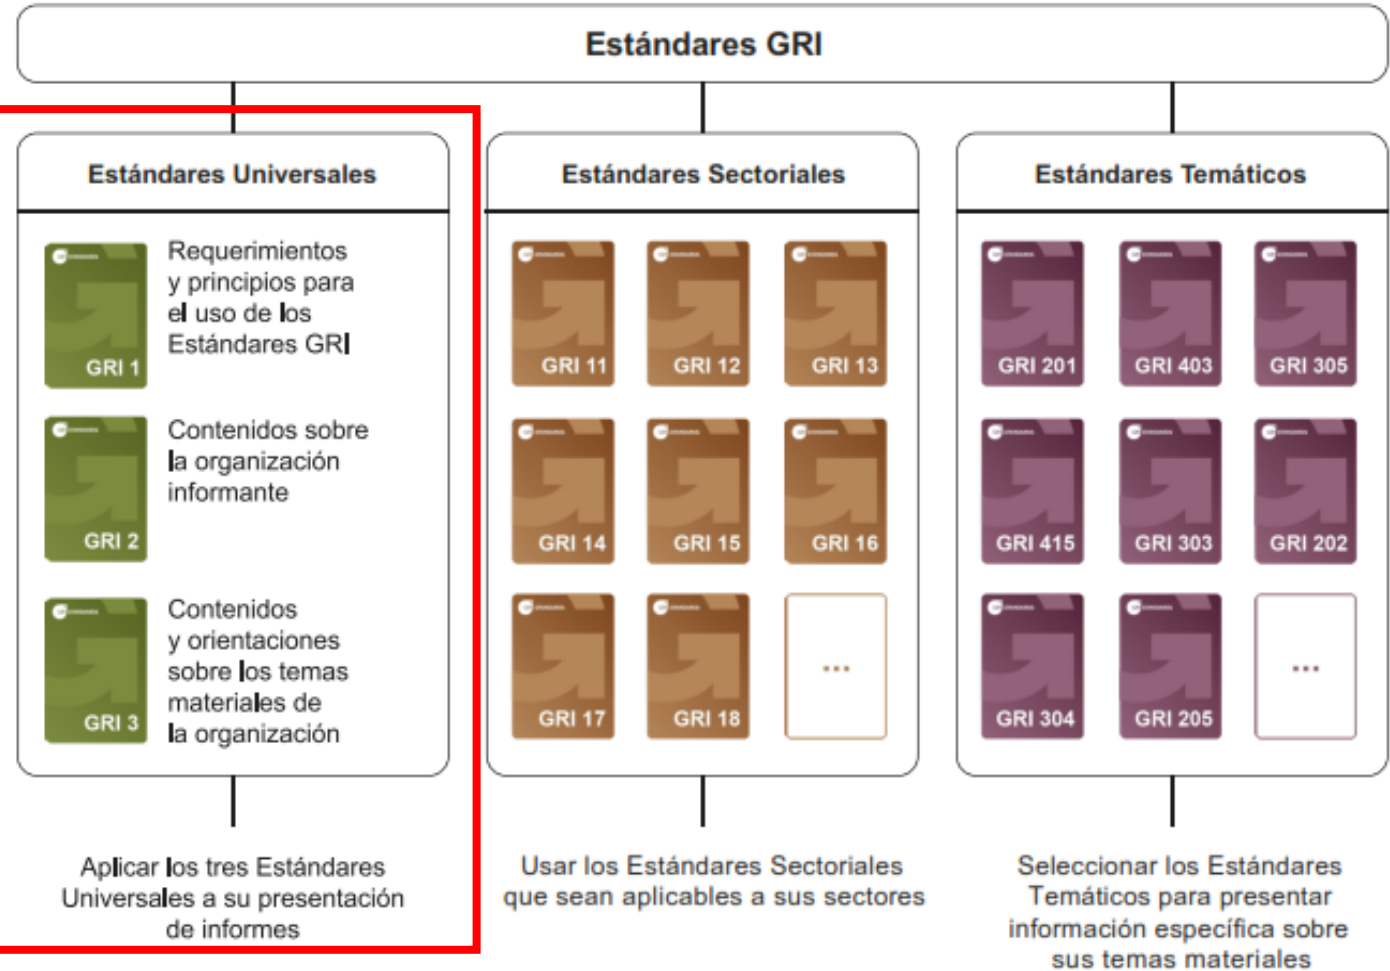 Estándares GRI
Estándares Universales
GRI 1
Requerimientos
y principios para
el uso de los
Estándares GRI
GRI 2
Contenidos sobre
la organización
informante
GRI 3
Contenidos
y orientaciones
sobre los temas
materiales de
la organización
Aplicar los tres Estándares
Universales a su presentación
de informes
Estándares Sectoriales
GRI 11 GRI 12 GRI 13
GRI 14 GRI 15 GRI 16
GRI 17 GRI 18 ...
Usar los Estándares Sectoriales
que sean aplicables a sus sectores
Estándares Temáticos
GRI 201 GRI 403 GRI 305
GRI 415 GRI 303 GRI 202
GRI 304 GRI 205 ...
Seleccionar los Estándares
Temáticos para presentar
información específica sobre
sus temas materiales